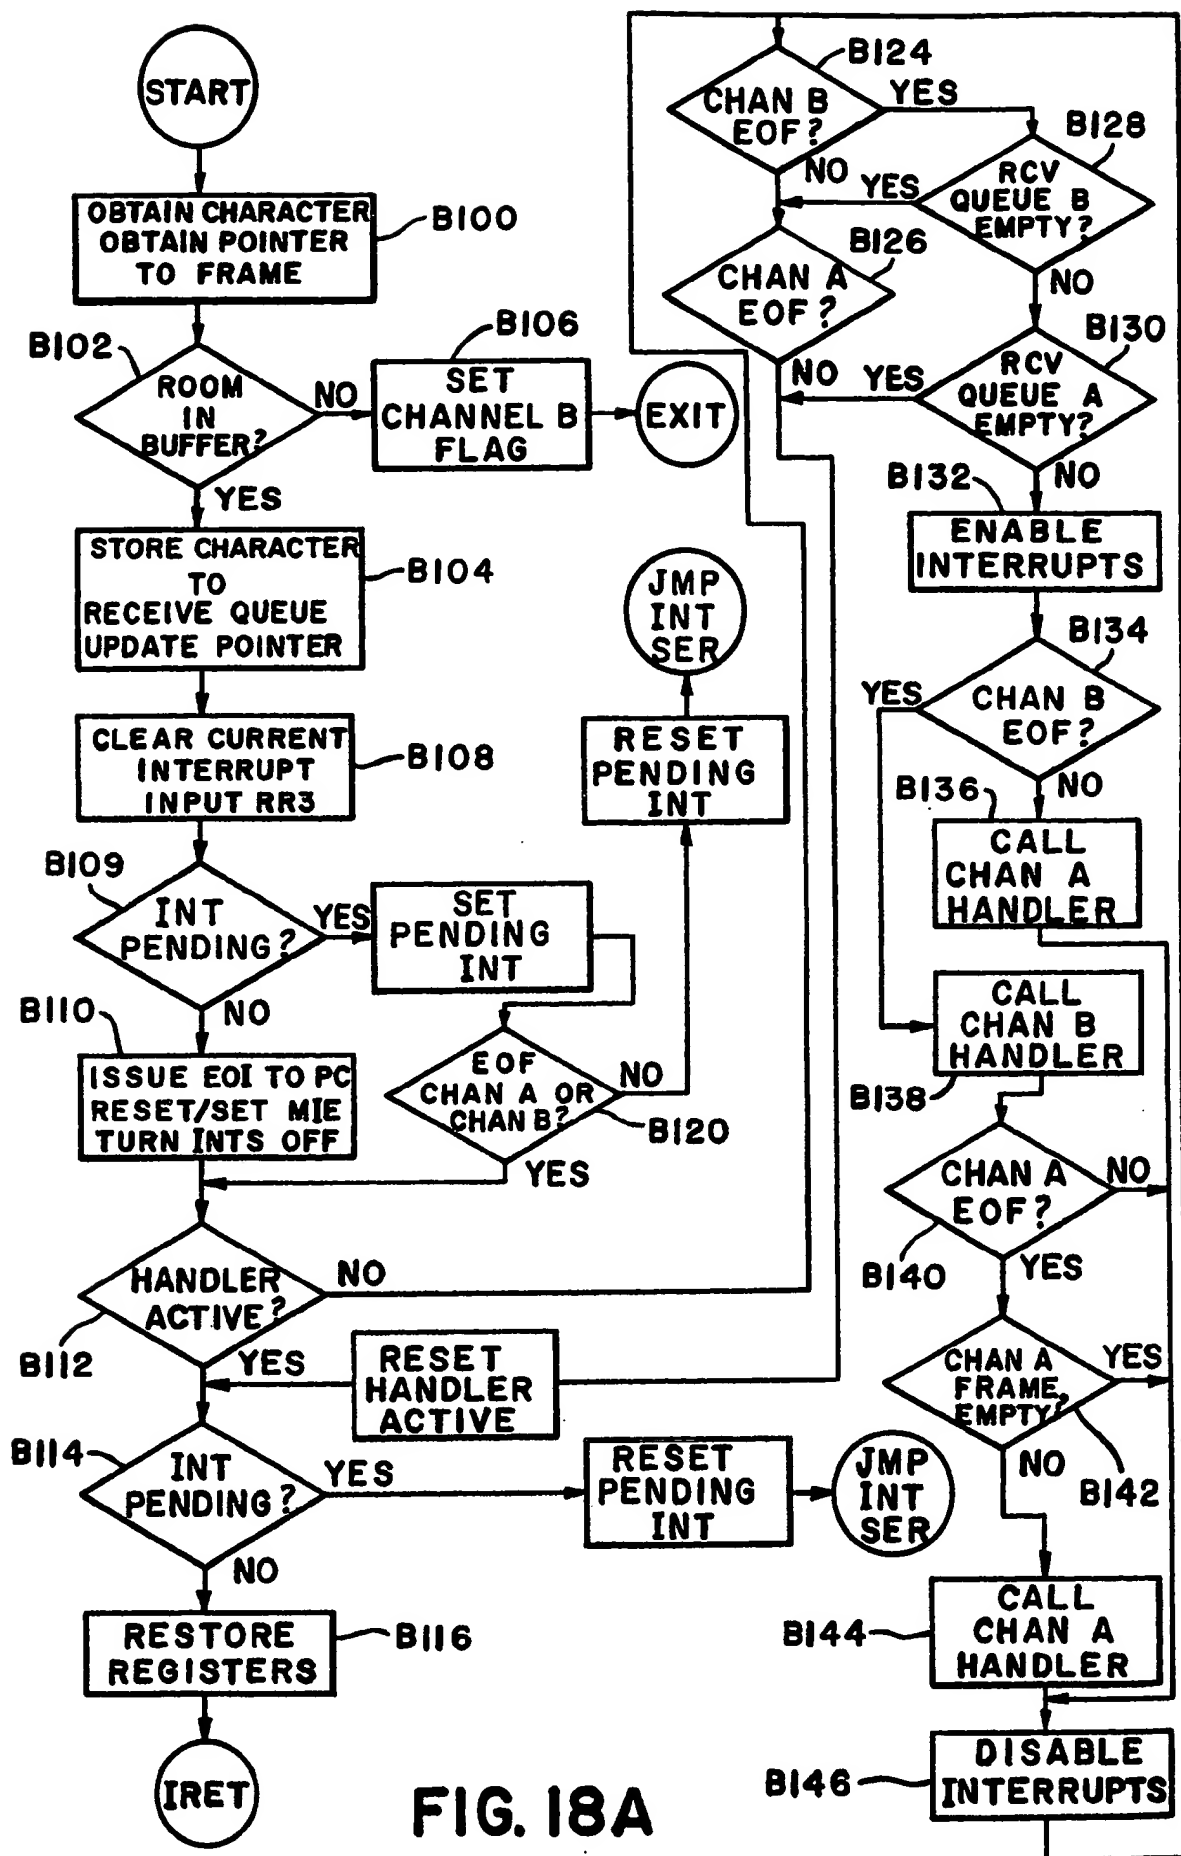 START
OBTAIN CHARACTER
OBTAIN POINTER
TO FRAME
B100
B102
ROOM
IN
BUFFER?
NO
YES
B106
SET
CHANNEL B
FLAG
EXIT
STORE CHARACTER
TO
RECEIVE QUEUE
UPDATE POINTER
B104
CLEAR CURRENT
INTERRUPT
INPUT RR3
B108
B109
INT
PENDING?
YES
NO
SET
PENDING
INT
JMP
INT
SER
RESET
PENDING
INT
B110
ISSUE EOI TO PC
RESET/SET MIE
TURN INTS OFF
EOF
CHAN A OR
CHAN B?
NO
B120
YES
HANDLER
ACTIVE?
NO
B112
YES
RESET
HANDLER
ACTIVE
B114
INT
PENDING?
YES
NO
RESET
PENDING
INT
JMP
INT
SER
RESTORE
REGISTERS
B116
IRET
B124
CHAN B
EOF?
YES
NO
B128
RCV
QUEUE B
EMPTY?
YES
NO
B126
CHAN A
EOF?
NO
B130
RCV
QUEUE A
EMPTY?
YES
NO
B132
ENABLE
INTERRUPTS
B134
CHAN B
EOF?
YES
NO
B136
CALL
CHAN A
HANDLER
CALL
CHAN B
HANDLER
B138
CHAN A
EOF?
NO
B140
YES
CHAN A
FRAME
EMPTY?
YES
NO
B142
CALL
CHAN A
HANDLER
B144
DISABLE
INTERRUPTS
B146
FIG. 18A